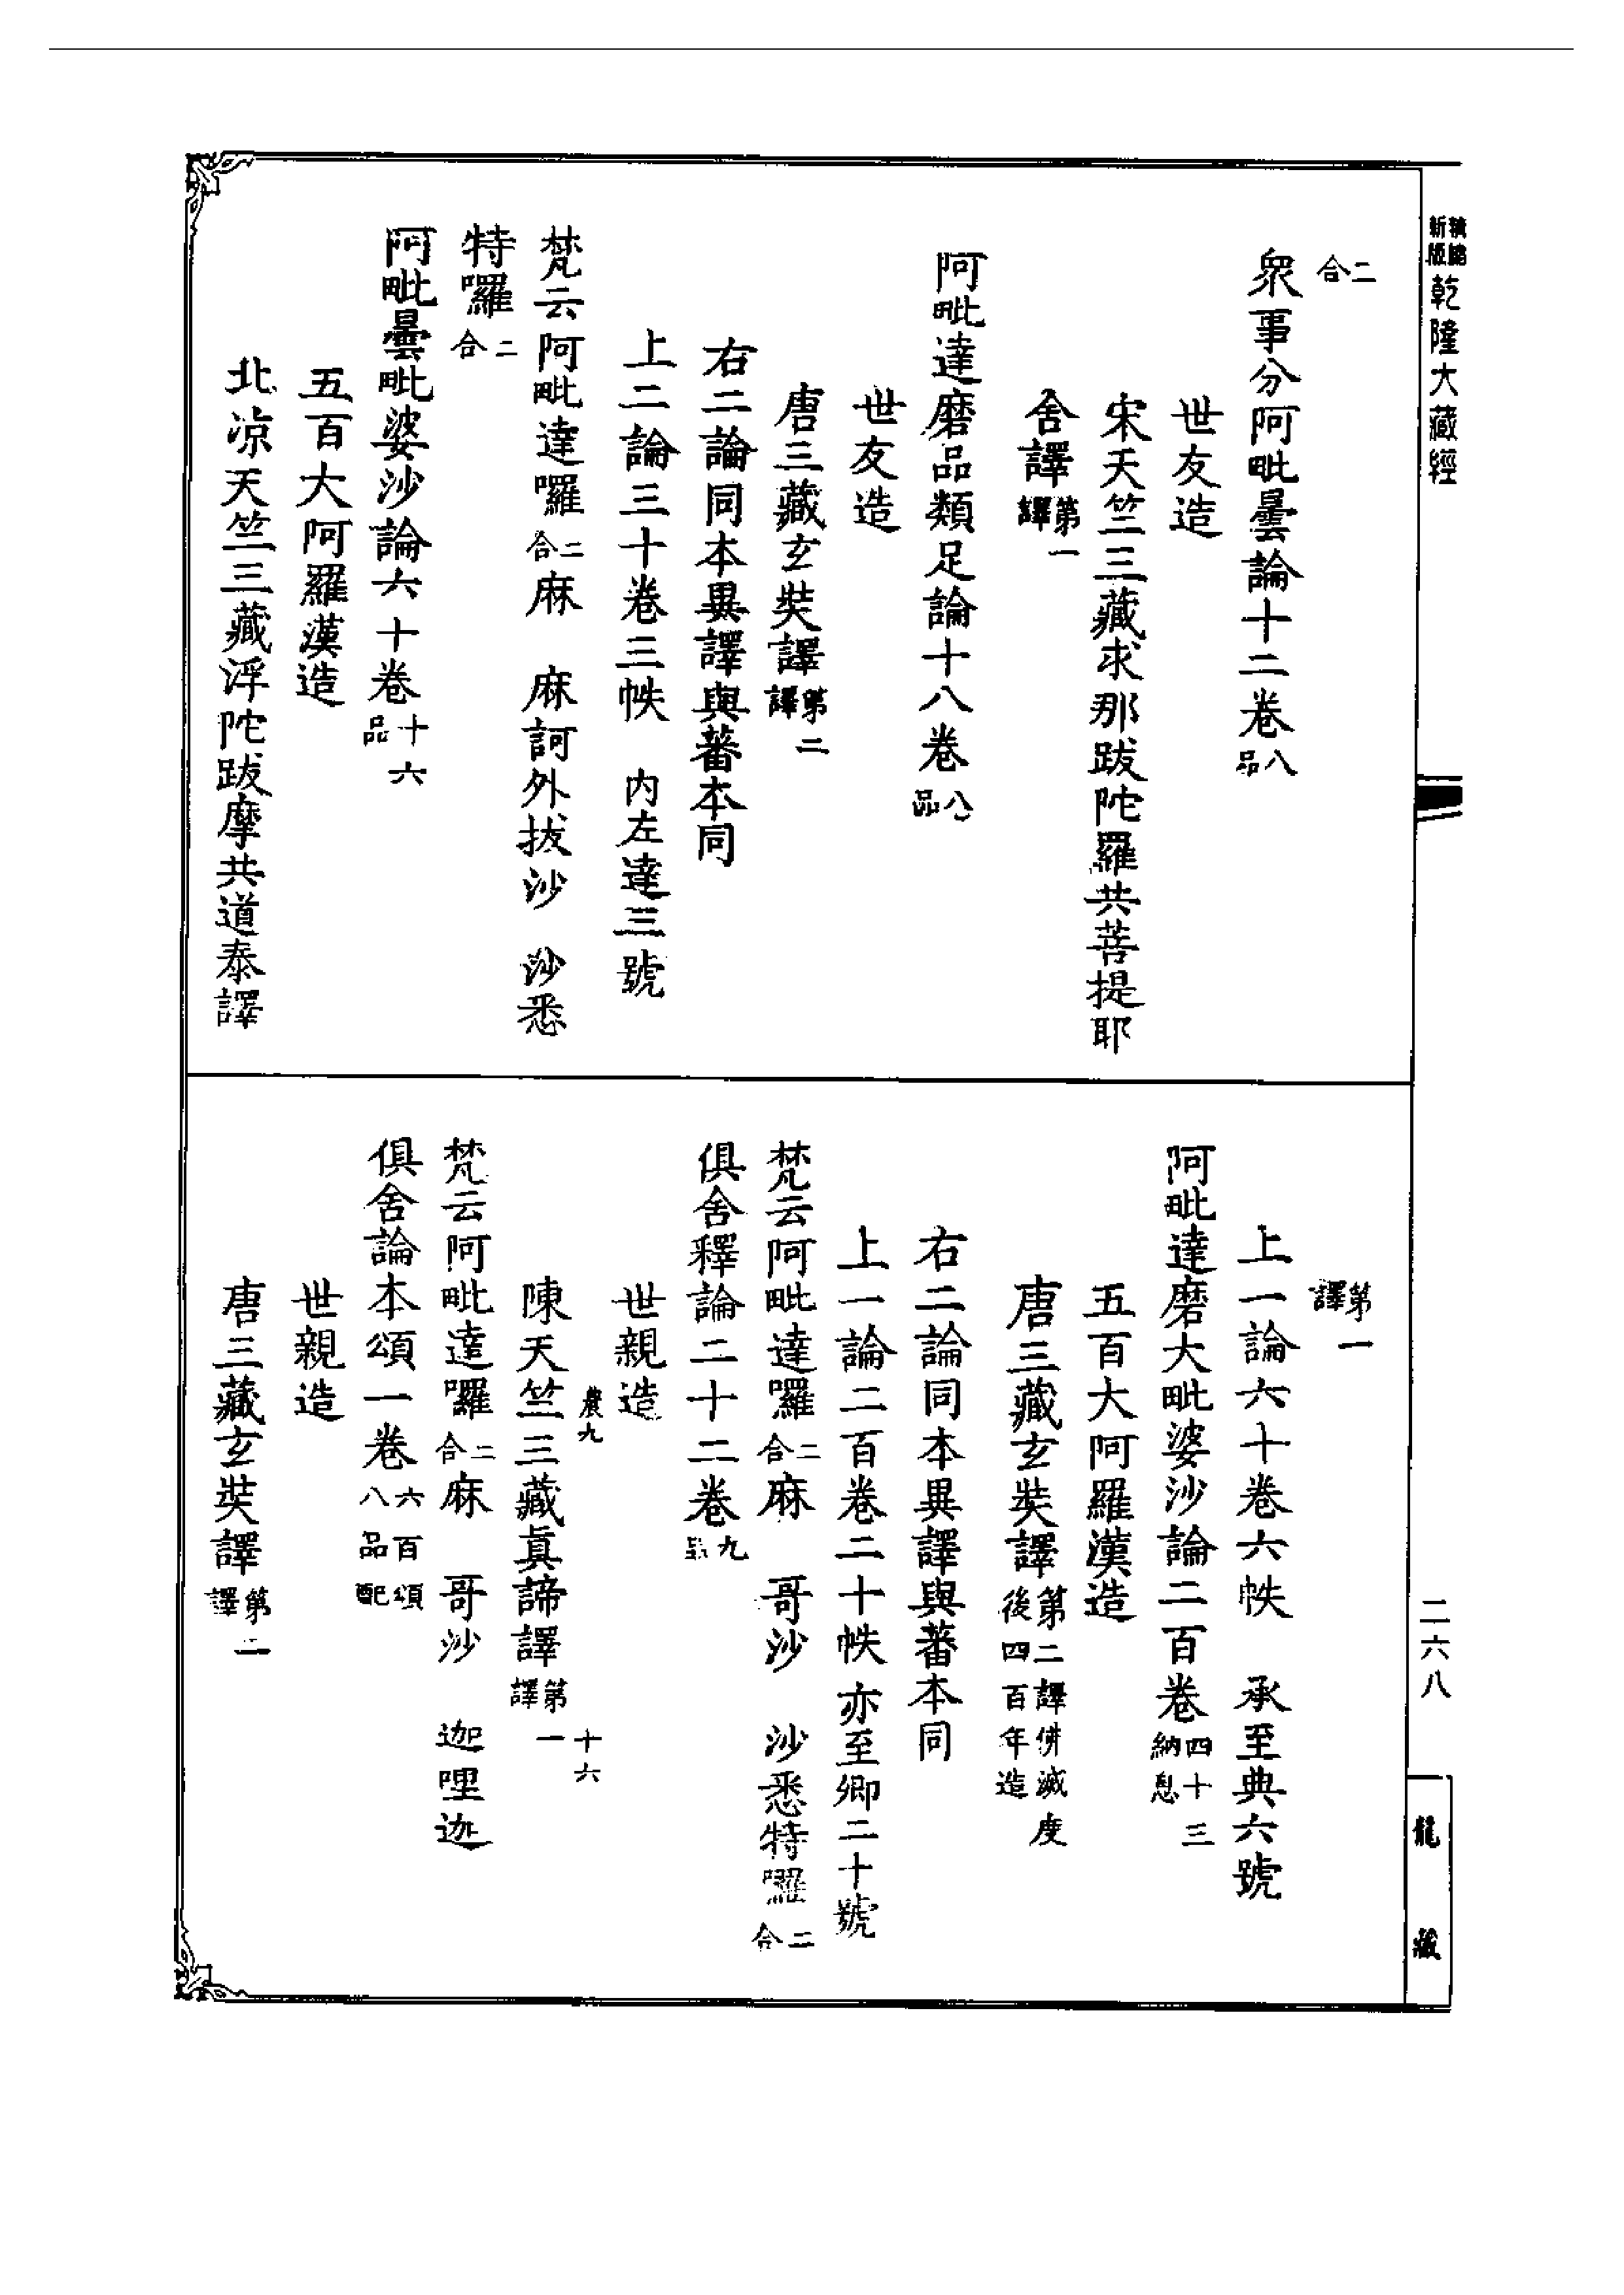 新版
乾隆大藏經
二合
衆事分阿毗曇論十二卷八品
世友造
宋天竺三藏求那跋陀羅共菩提耶
舍譯第一譯
阿毗達磨品類足論十八卷八品
世友造
唐三藏玄奘譯第二譯
右二論同本異譯與蕃本同
上二論三十卷三帙 內左達三號
梵云阿毗達囉二合麻 麻訶外拔沙 沙悉
特囉二合
阿毗曇毗婆沙論六十卷十六品
五百大阿羅漢造
北涼天竺三藏浮陀跋摩共道泰譯
第一譯
上一論六十卷六帙 承至典六號
阿毗達磨大毗婆沙論二百卷四十三納息
五百大阿羅漢造
唐三藏玄奘譯第二譯佛滅度後四百年造
右二論同本異譯與蕃本同
上一論二百卷二十帙亦至卿二十號
梵云阿毗達囉二合麻 哥沙 沙悉特囉二合
俱舍釋論二十二卷九品
世親造
農九 十六
陳天竺三藏眞諦譯第一譯
梵云阿毗達囉二合麻 哥沙 迦哩迦
俱舍論本頌一卷六百頌八品配
世親造
唐三藏玄奘譯第二譯
二六八
龍藏